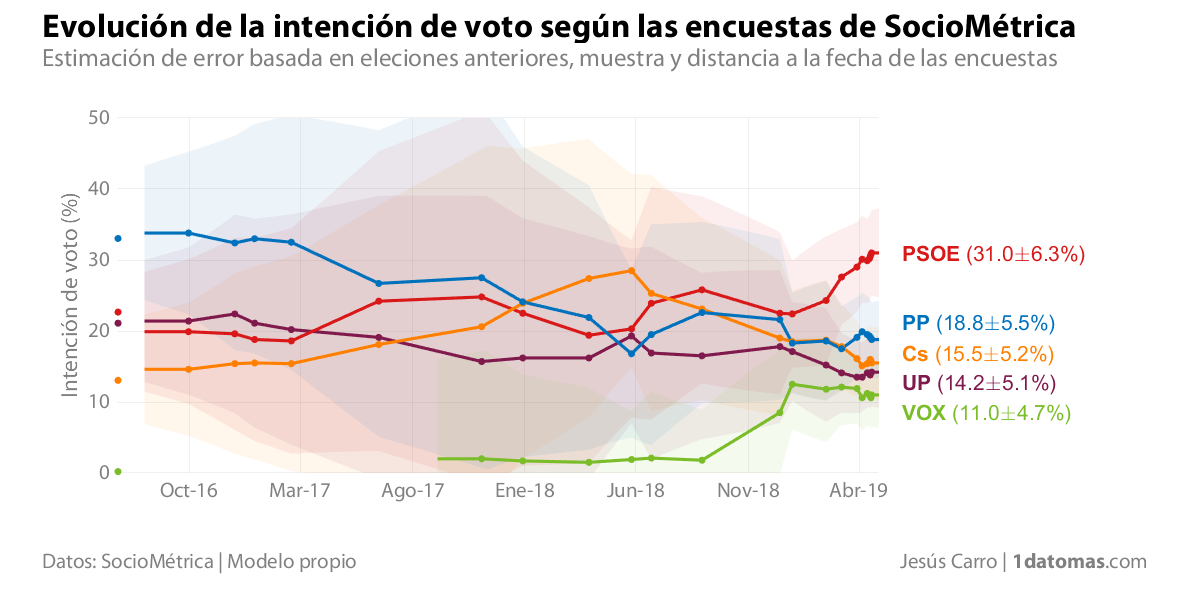 Evolución de la intención de voto según las encuestas de SocioMétrica
Estimación de error basada en eleciones anteriores, muestra y distancia a la fecha de las encuestas
Intención de voto (%)
50
40
30
20
10
0
Oct-16
Mar-17
Ago-17
Ene-18
Jun-18
Nov-18
Abr-19
PSOE (31.0±6.3%)
PP (18.8±5.5%)
Cs (15.5±5.2%)
UP (14.2±5.1%)
VOX (11.0±4.7%)
Datos: SocioMétrica | Modelo propio
Jesús Carro | 1datomas.com